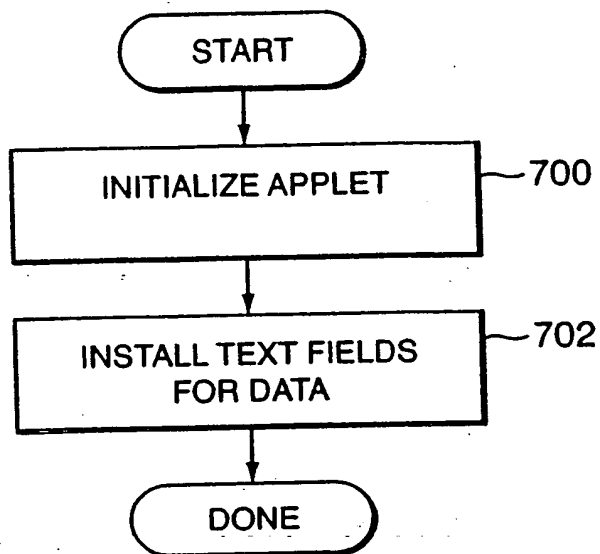 START
INITIALIZE APPLET
700
INSTALL TEXT FIELDS
FOR DATA
702
DONE